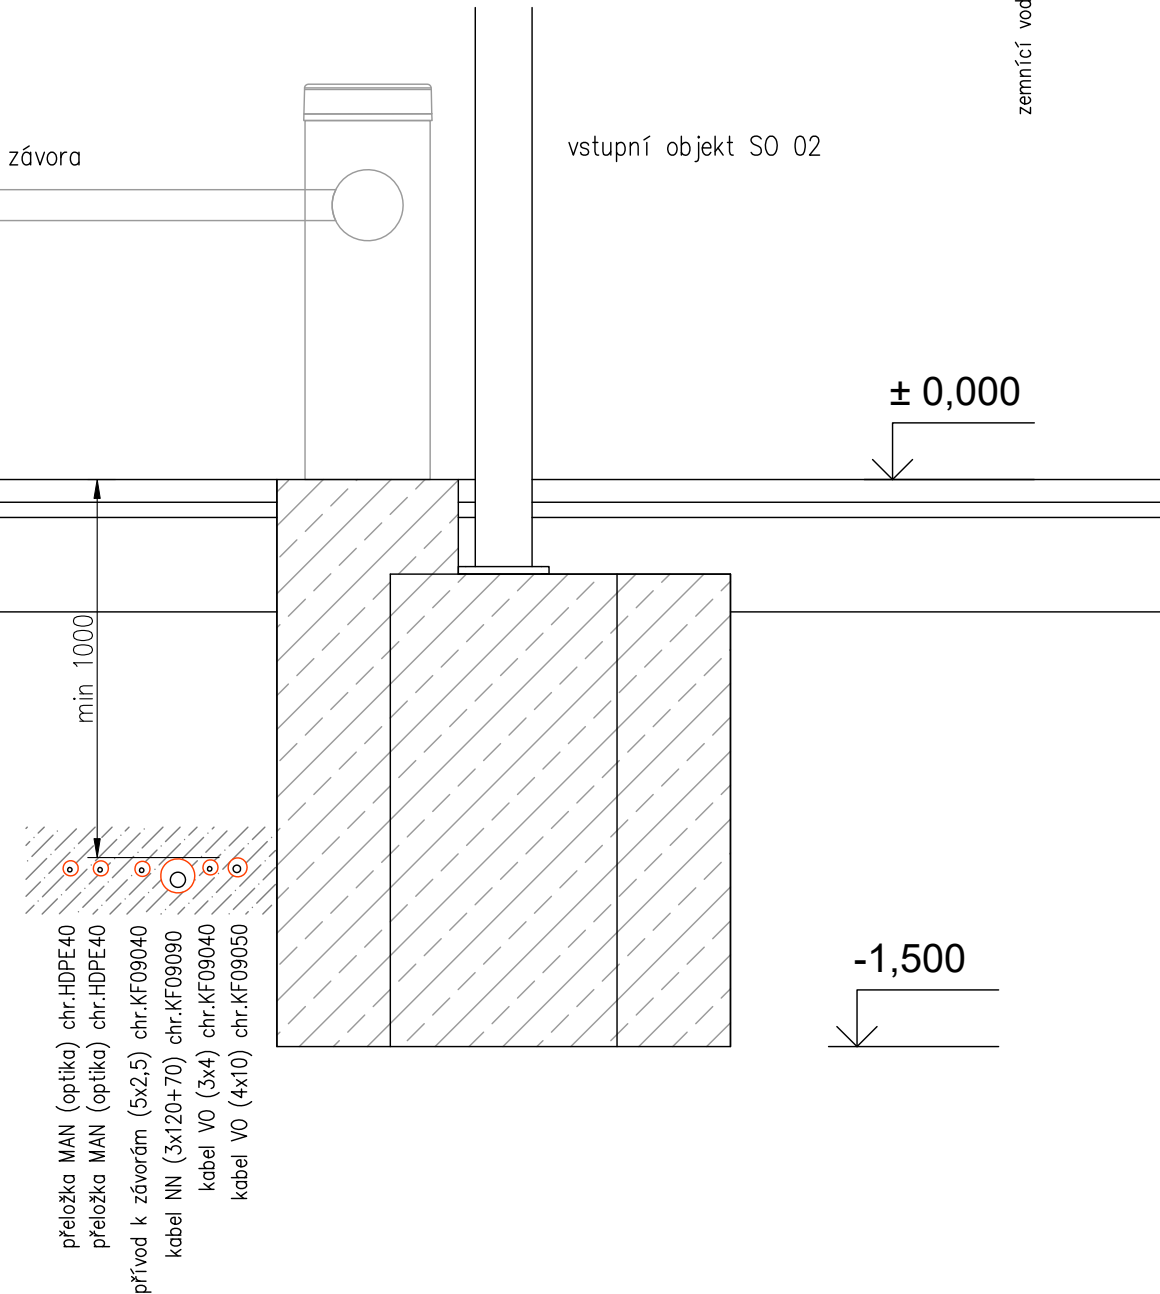 zemnící vod
závora
vstupní objekt SO 02
± 0,000
min 1000
-1,500
přeložka MAN (optika) chr.HDPE40
přeložka MAN (optika) chr.HDPE40
přívod k závorám (5x2,5) chr.KF09040
kabel NN (3x120+70) chr.KF09090
kabel VO (3x4) chr.KF09040
kabel VO (4x10) chr.KF09050